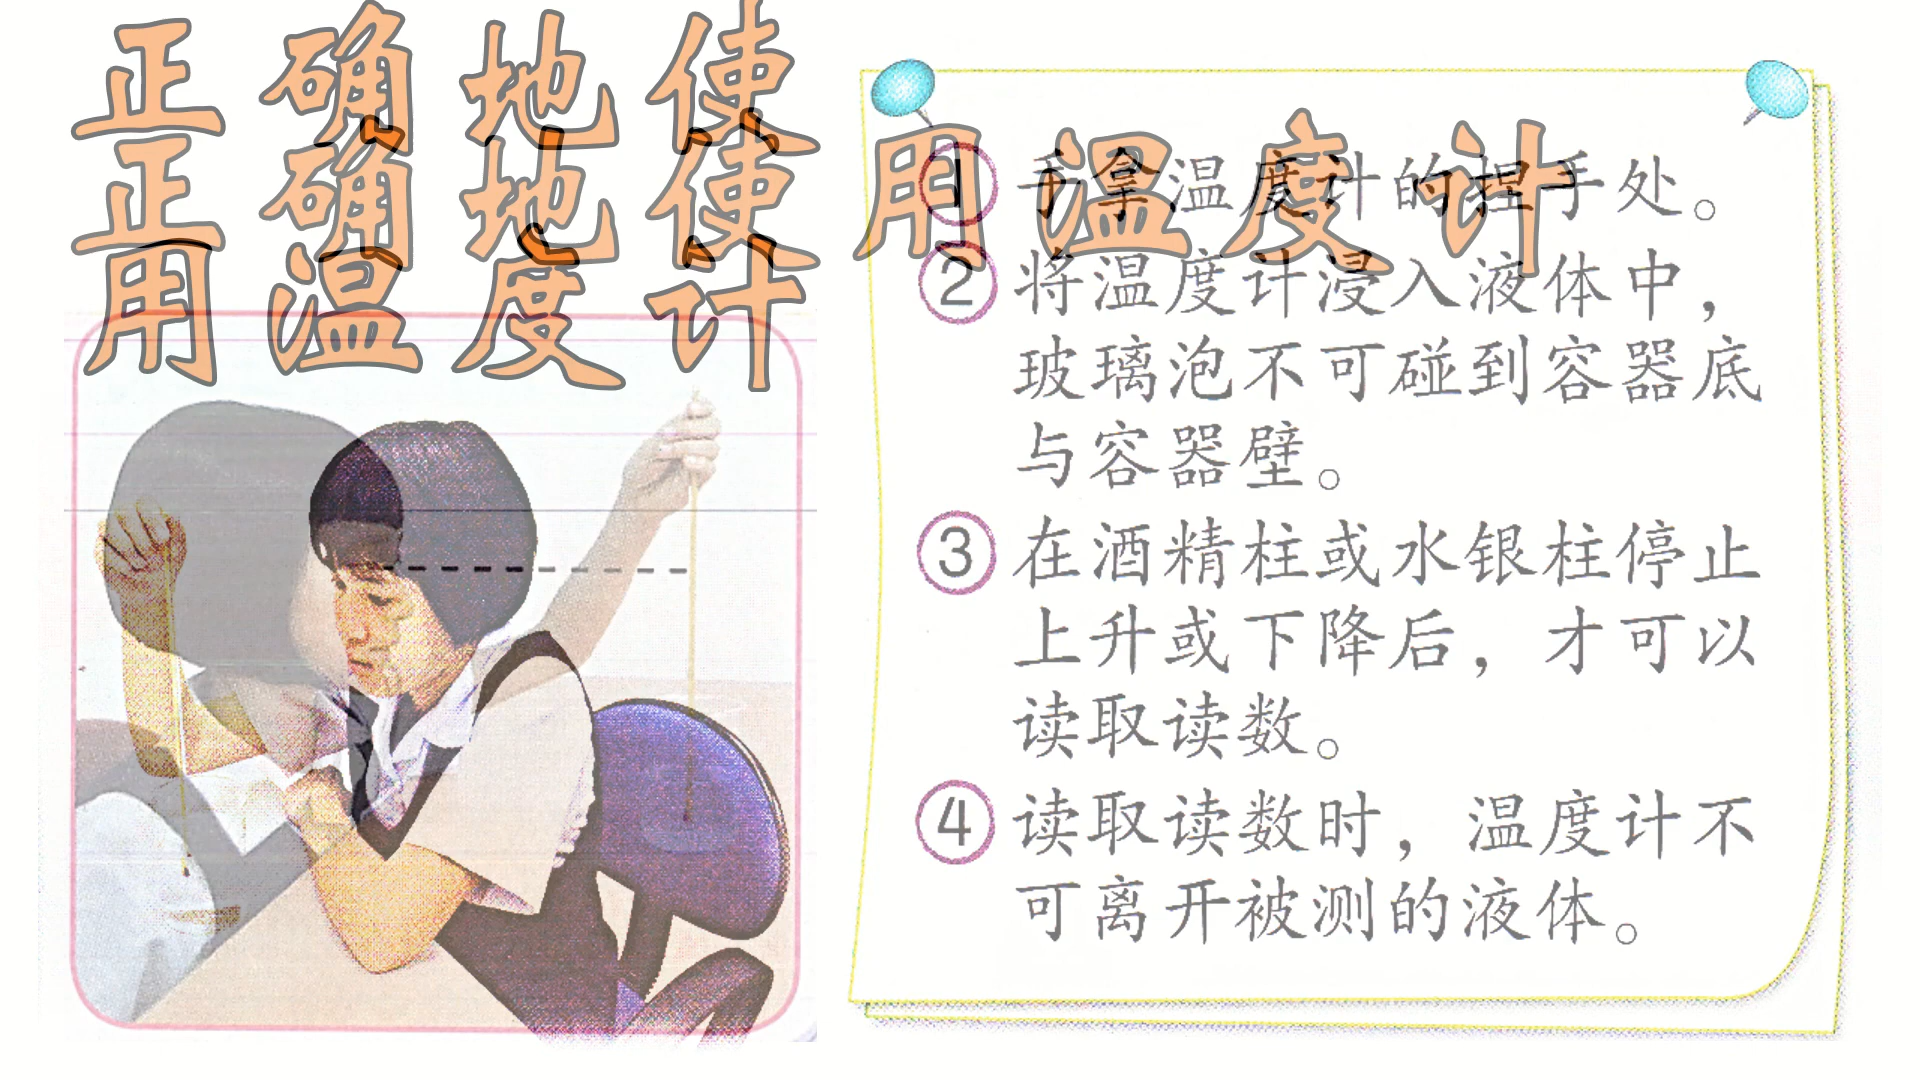 正确地使
正确地使用温度计
用温度计
① 手拿温度计的捏手处。
② 将温度计浸入液体中，
玻璃泡不可碰到容器底
与容器壁。
③ 在酒精柱或水银柱停止
上升或下降后，才可以
读取读数。
④ 读取读数时，温度计不
可离开被测的液体。